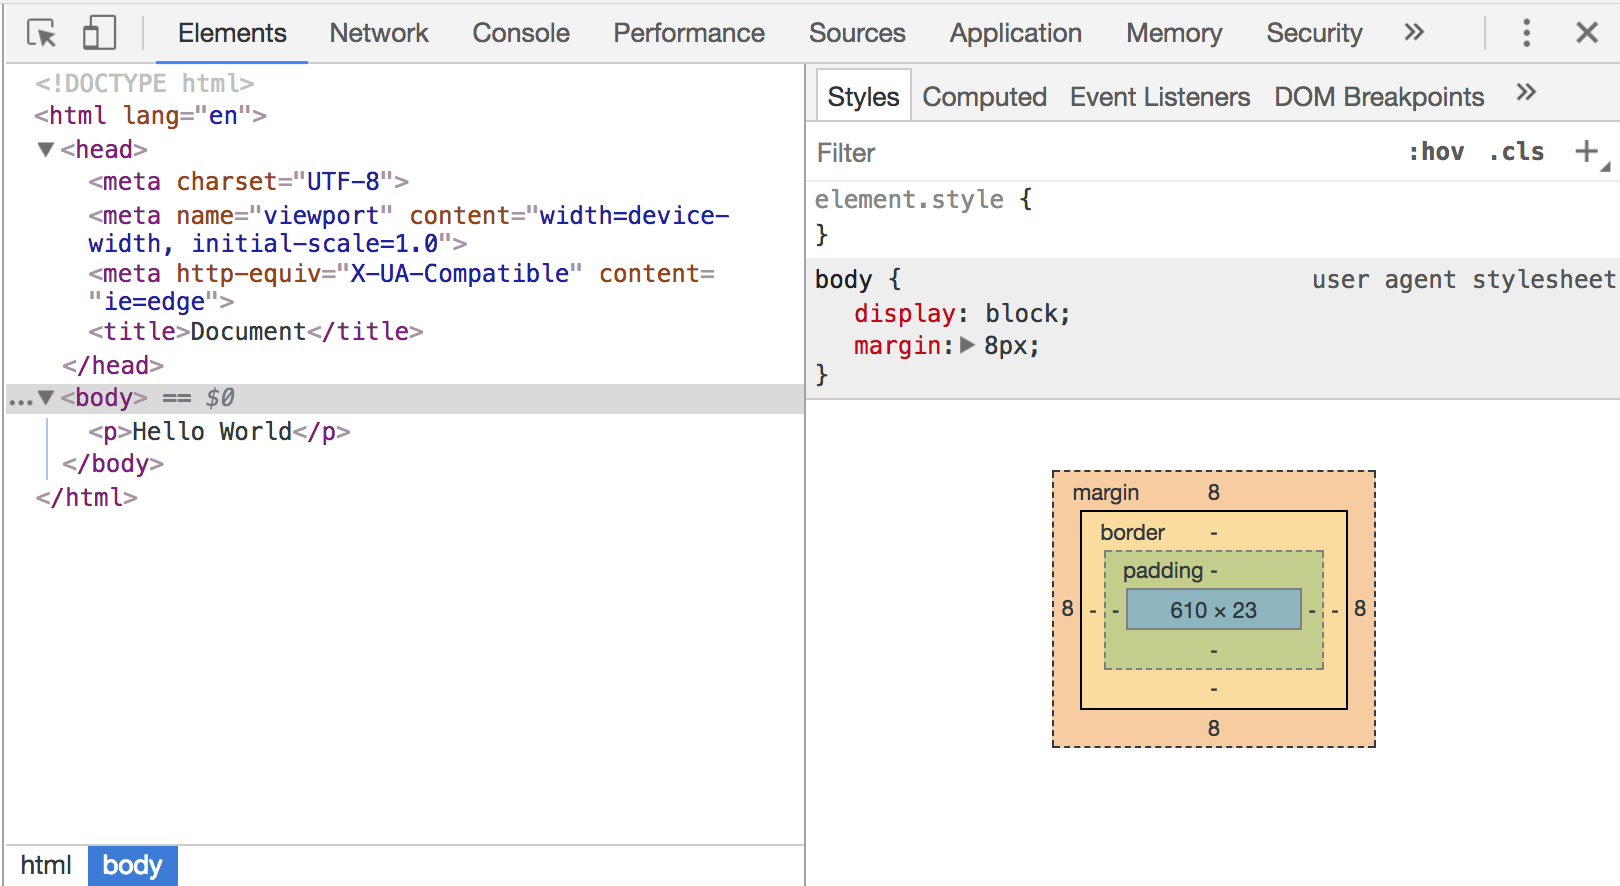 Elements Network Console Performance Sources Application Memory Security »
<!DOCTYPE html>
<html lang="en">
▼<head>
<meta charset="UTF-8">
<meta name="viewport" content="width=device-
width, initial-scale=1.0">
<meta http-equiv="X-UA-Compatible" content=
"ie=edge">
<title>Document</title>
</head>
…▼<body> == $0
<p>Hello World</p>
</body>
</html>
html body
Styles Computed Event Listeners DOM Breakpoints »
Filter :hov .cls +
element.style {
}
body { user agent stylesheet
display: block;
margin:▶ 8px;
}
margin 8
border -
padding -
8 - - 610 × 23 - - 8
-
-
8